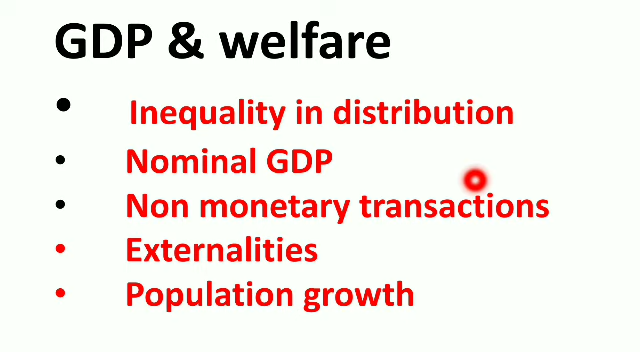 GDP & welfare
• Inequality in distribution
• Nominal GDP
• Non monetary transactions
• Externalities
• Population growth